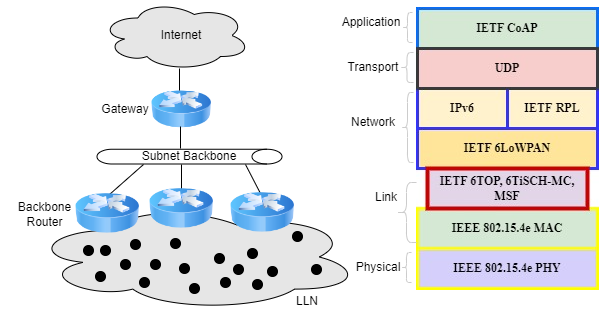 Internet
Gateway
Subnet Backbone
Backbone
Router
LLN
Application
IETF CoAP
Transport
UDP
Network
IPv6
IETF RPL
IETF 6LoWPAN
Link
IETF 6TOP, 6TiSCH-MC,
MSF
IEEE 802.15.4e MAC
Physical
IEEE 802.15.4e PHY